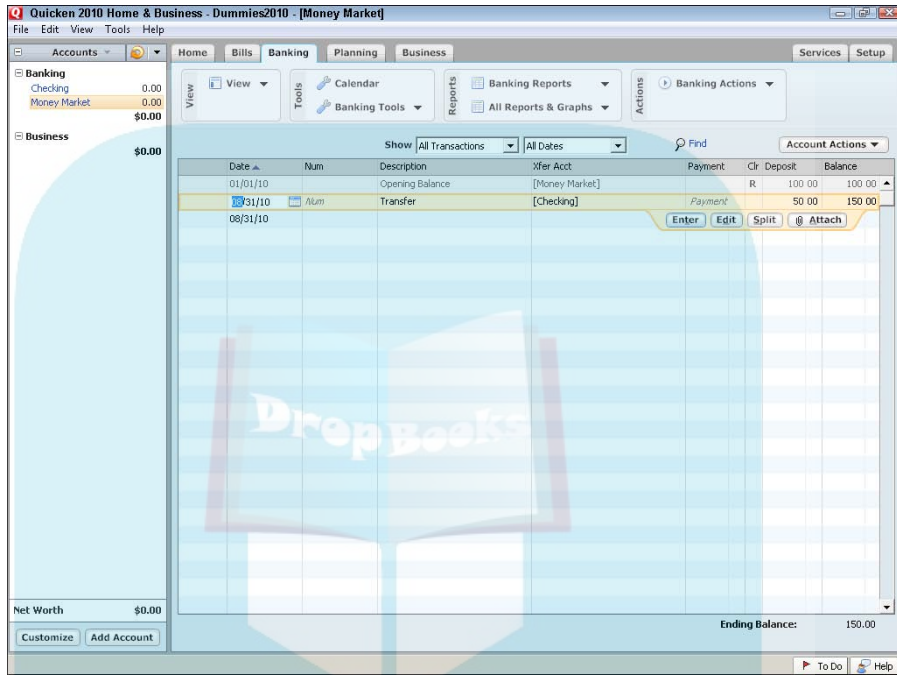 Quicken 2010 Home & Business - Dummies2010 - [Money Market]
File Edit View Tools Help
Accounts
Home Bills Banking Planning Business Services Setup
Banking
Checking 0.00
Money Market 0.00
$0.00
Business
$0.00
View View Tools Calendar Banking Tools Reports Banking Reports All Reports & Graphs Actions Banking Actions
Show All Transactions All Dates Find Account Actions
Date Num Description Xfer Acct Payment Clr Deposit Balance
01/01/10 Opening Balance [Money Market] R 100 00 100 00
08/31/10 Num Transfer [Checking] Payment 50 00 150 00
08/31/10 Enter Edit Split Attach
DropBooks
Net Worth $0.00
Ending Balance: 150.00
Customize Add Account
To Do Help